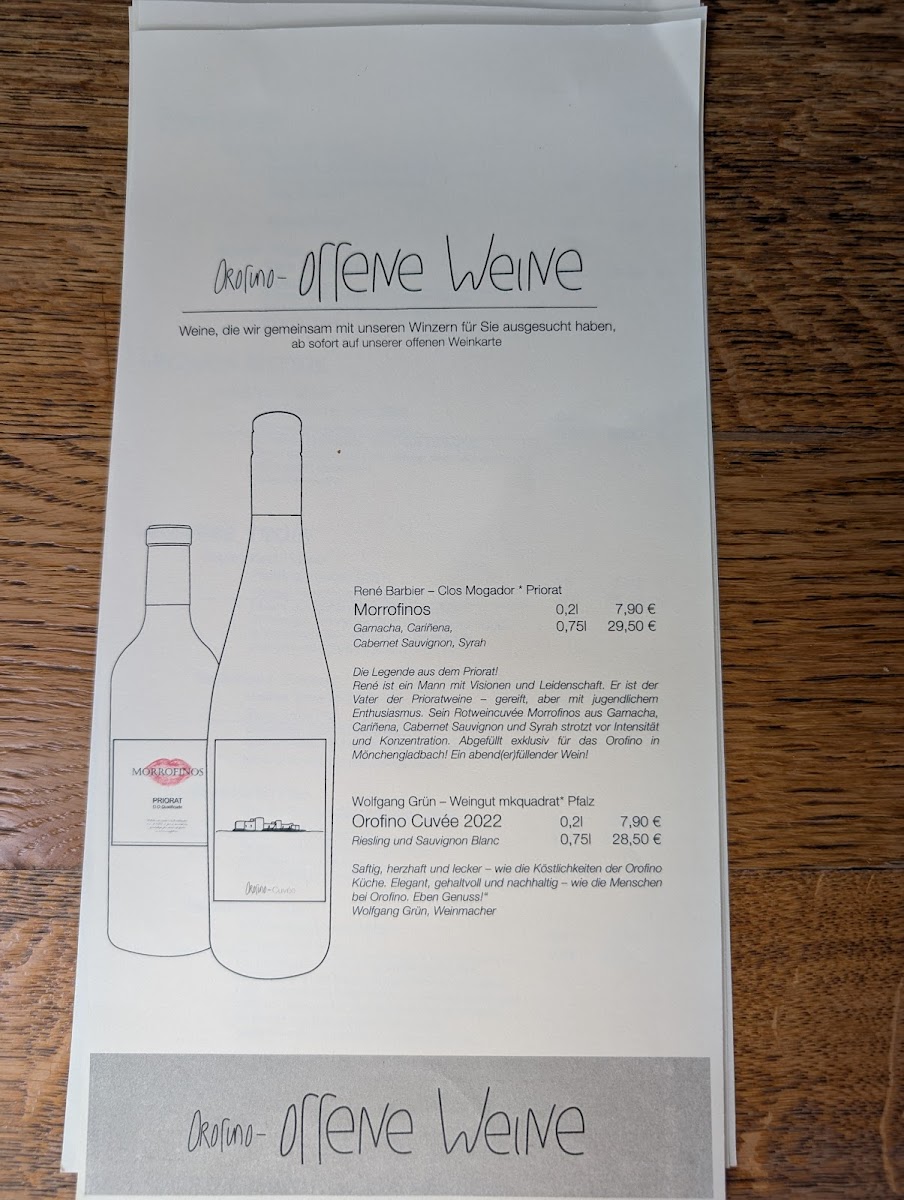 Orofino – Offene Weine
Weine, die wir gemeinsam mit unseren Winzern für Sie ausgesucht haben,
ab sofort auf unserer offenen Weinkarte
René Barbier – Clos Mogador * Priorat
Morrofinos 0,2l 7,90 €
Garnacha, Cariñena, 0,75l 29,50 €
Cabernet Sauvignon, Syrah
Die Legende aus dem Priorat!
René ist ein Mann mit Visionen und Leidenschaft. Er ist der
Vater der Prioratweine – gereift, aber mit jugendlichem
Enthusiasmus. Sein Rotweincuvée Morrofinos aus Garnacha,
Cariñena, Cabernet Sauvignon und Syrah strotzt vor Intensität
und Konzentration. Abgefüllt exklusiv für das Orofino in
Mönchengladbach! Ein abend(er)füllender Wein!
Wolfgang Grün – Weingut mkquadrat* Pfalz
Orofino Cuvée 2022 0,2l 7,90 €
Riesling und Sauvignon Blanc 0,75l 28,50 €
Saftig, herzhaft und lecker – wie die Köstlichkeiten der Orofino
Küche. Elegant, gehaltvoll und nachhaltig – wie die Menschen
bei Orofino. Eben Genuss!"
Wolfgang Grün, Weinmacher
MORROFINOS
PRIORAT
Orofino – Cuvée
Orofino – Offene Weine